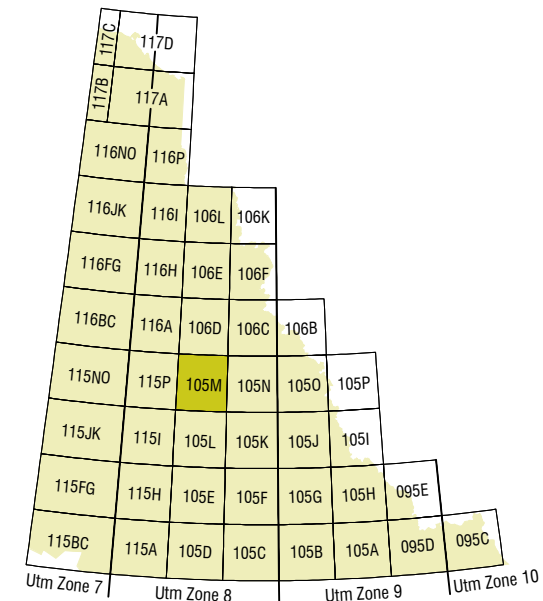 117C 117D
117B 117A
116NO 116P
116JK 116I 106L 106K
116FG 116H 106E 106F
116BC 116A 106D 106C 106B
115NO 115P 105M 105N 105O 105P
115JK 115I 105L 105K 105J 105I
115FG 115H 105E 105F 105G 105H 095E
115BC 115A 105D 105C 105B 105A 095D 095C
Utm Zone 7 Utm Zone 8 Utm Zone 9 Utm Zone 10